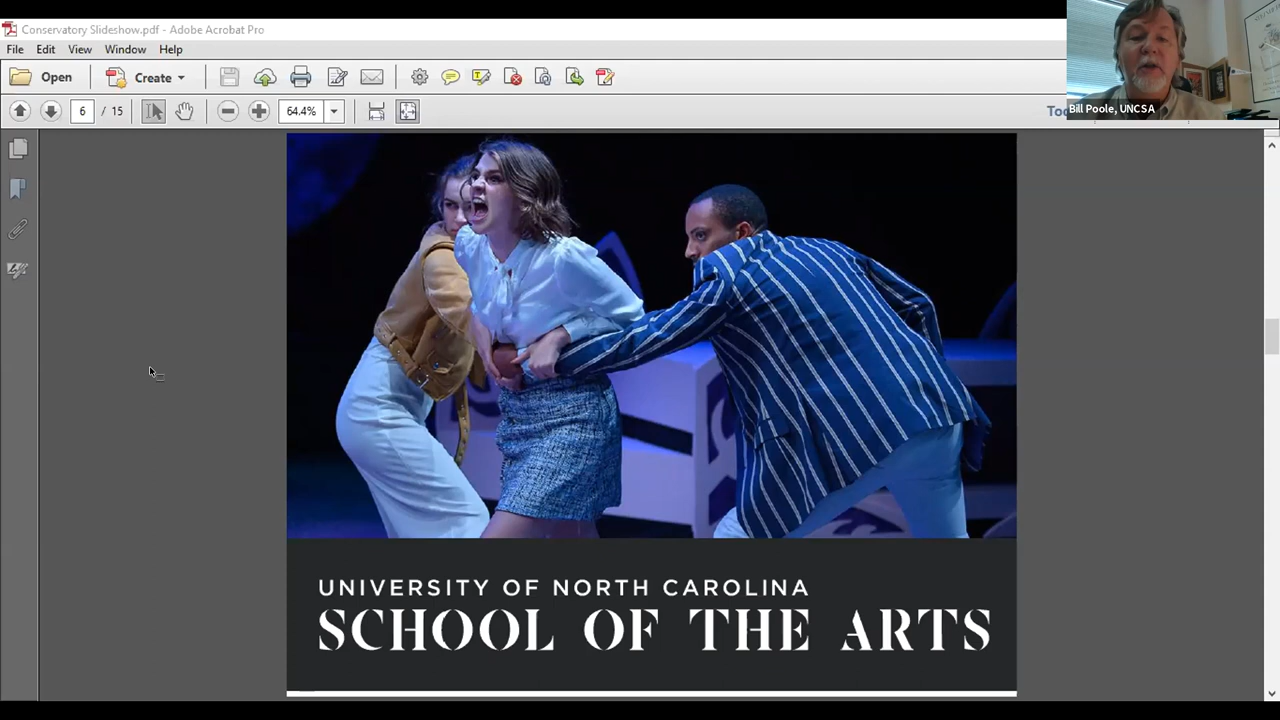 Conservatory Slideshow.pdf - Adobe Acrobat Pro
File Edit View Window Help
Open Create
6 / 15 64.4%
Bill Poole, UNCSA
UNIVERSITY OF NORTH CAROLINA
SCHOOL OF THE ARTS